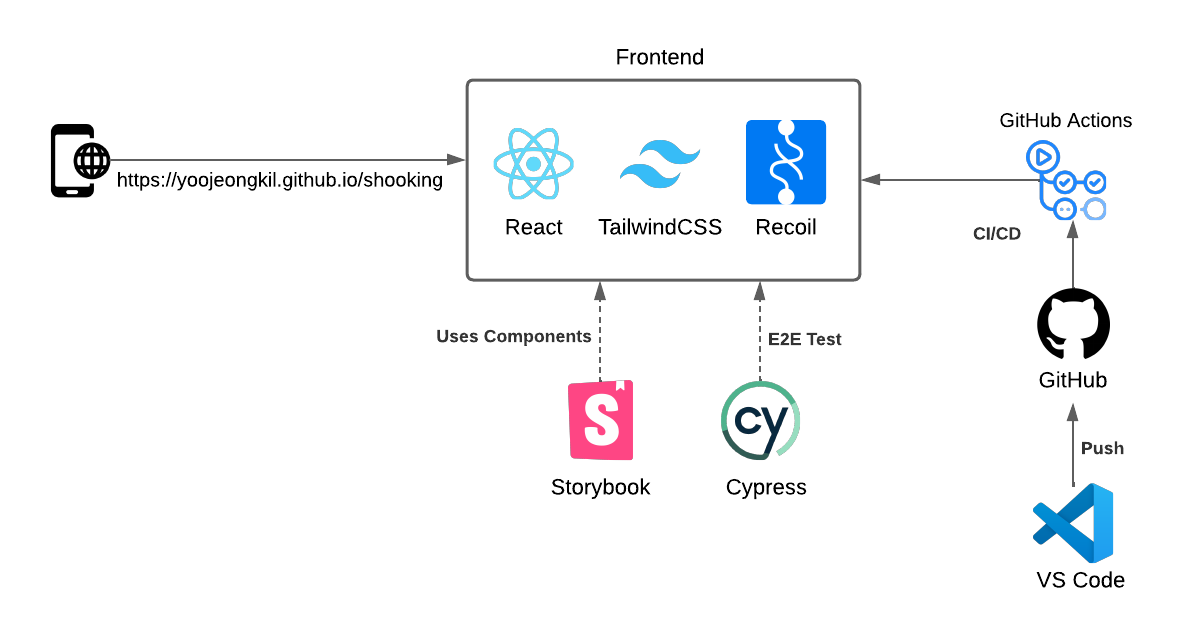 Frontend
GitHub Actions
https://yoojeongkil.github.io/shooking
React
TailwindCSS
Recoil
CI/CD
Uses Components
E2E Test
GitHub
S
cy
Push
Storybook
Cypress
VS Code